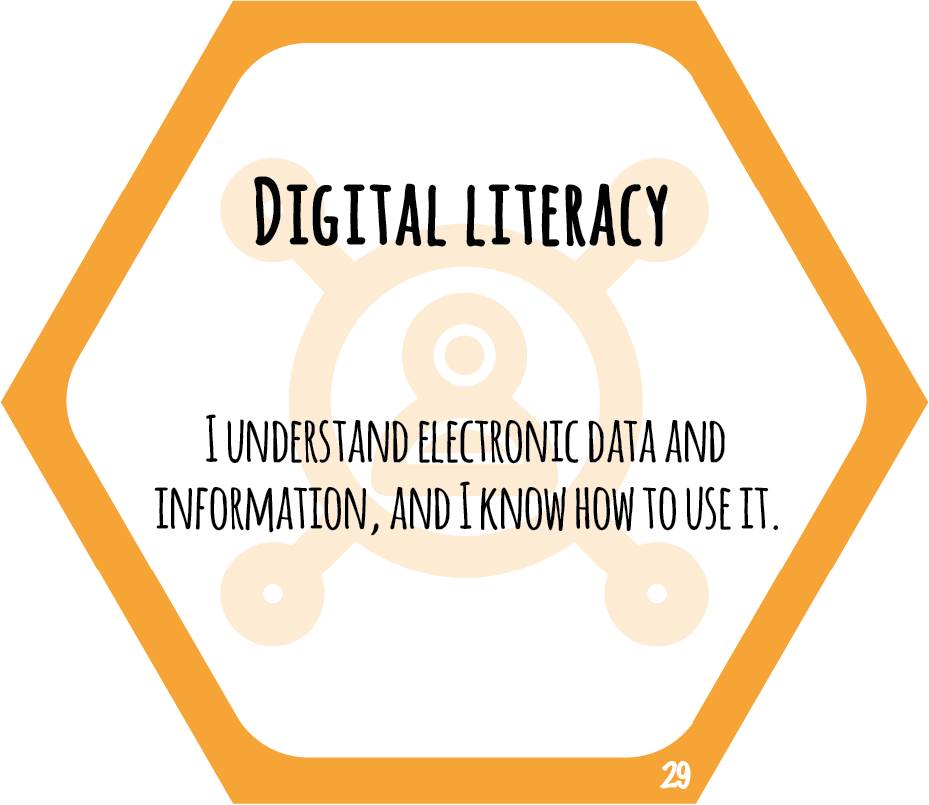 Digital literacy
I understand electronic data and
information, and I know how to use it.
29